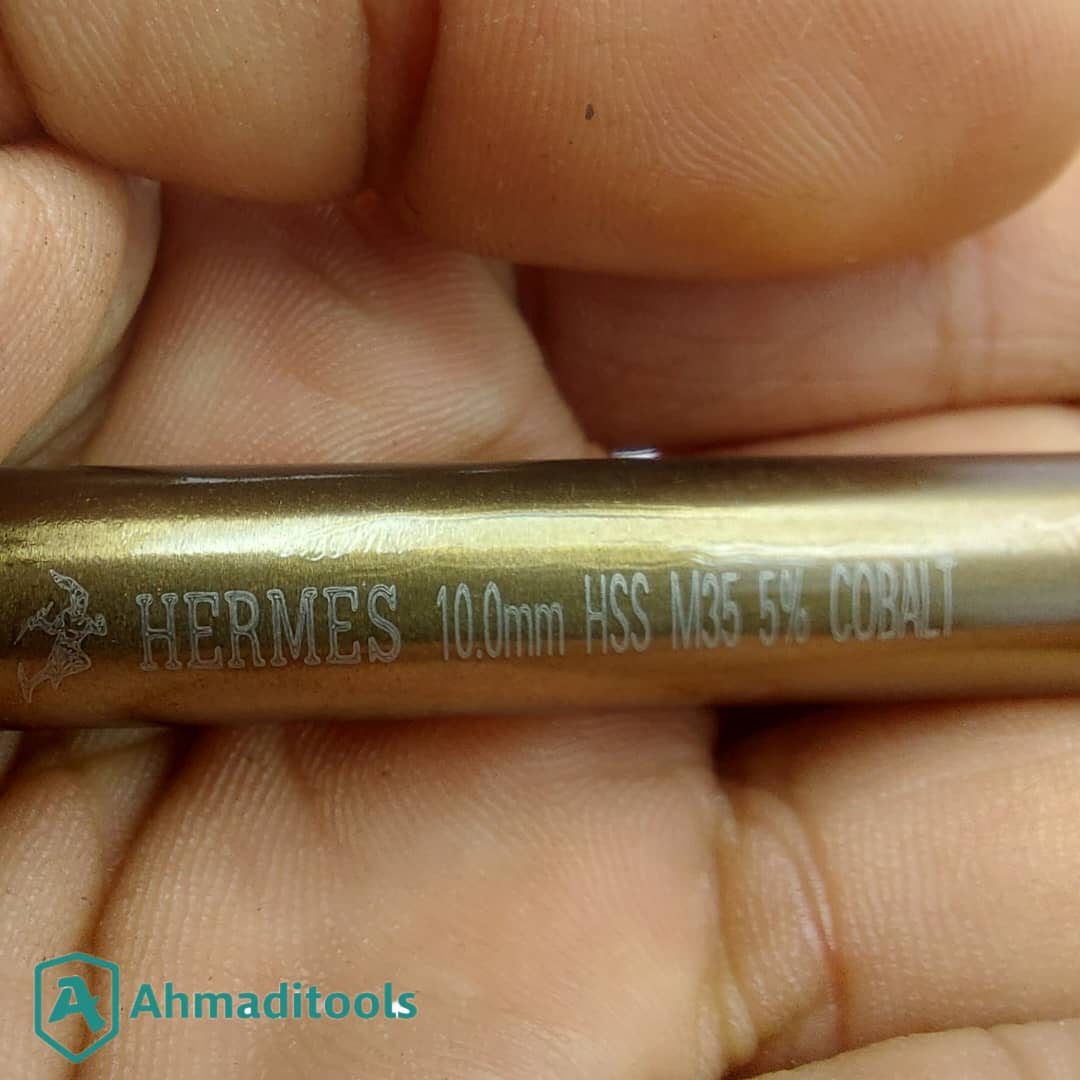 HERMES 10.0mm HSS M35 5% COBALT
Ahmaditools